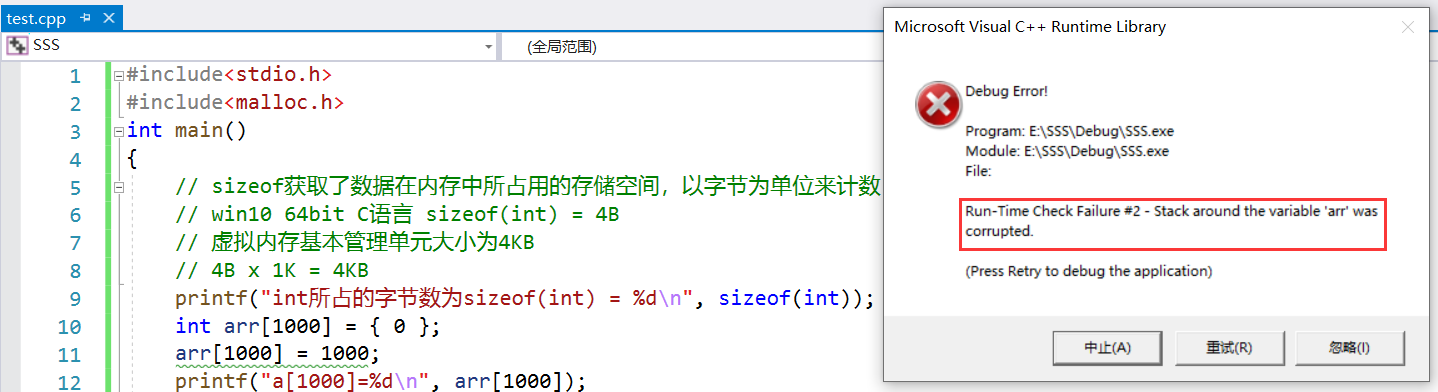 test.cpp
SSS
(全局范围)
1 #include<stdio.h>
2 #include<malloc.h>
3 int main()
4 {
5 // sizeof获取了数据在内存中所占用的存储空间，以字节为单位来计数
6 // win10 64bit C语言 sizeof(int) = 4B
7 // 虚拟内存基本管理单元大小为4KB
8 // 4B x 1K = 4KB
9 printf("int所占的字节数为sizeof(int) = %d\n", sizeof(int));
10 int arr[1000] = { 0 };
11 arr[1000] = 1000;
12 printf("a[1000]=%d\n", arr[1000]);
Microsoft Visual C++ Runtime Library
Debug Error!
Program: E:\SSS\Debug\SSS.exe
Module: E:\SSS\Debug\SSS.exe
File:
Run-Time Check Failure #2 - Stack around the variable 'arr' was
corrupted.
(Press Retry to debug the application)
中止(A)
重试(R)
忽略(I)